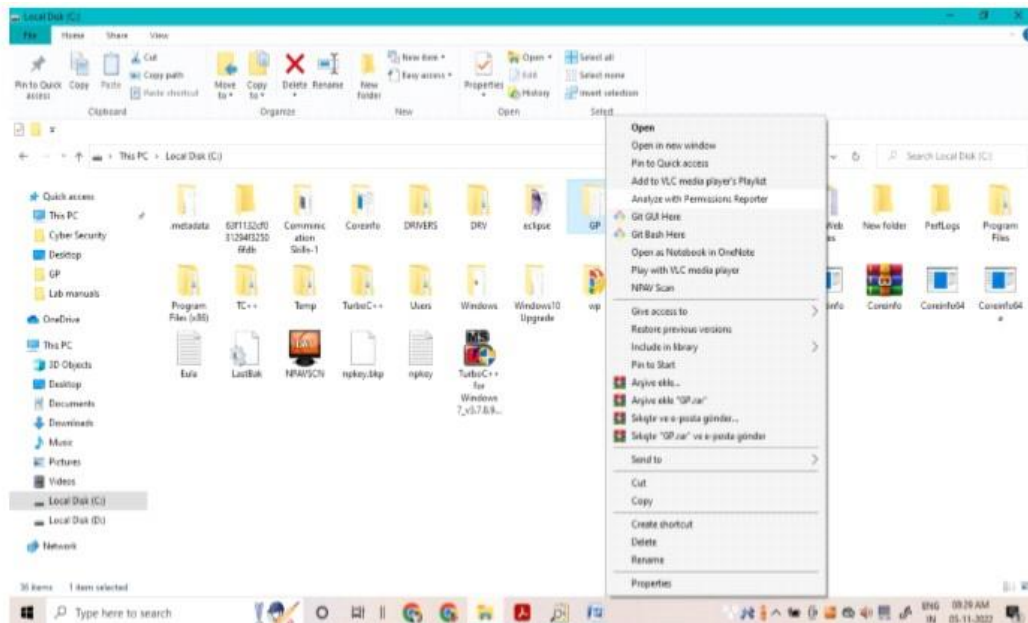 Local Disk (C:)
File Home Share View
Pin to Quick access
Copy
Paste
Cut
Copy path
Paste shortcut
Move to
Copy to
Delete
Rename
New folder
New item
Easy access
Properties
Open
Edit
History
Select all
Select none
Invert selection
Clipboard
Organize
New
Open
Select
This PC > Local Disk (C:)
Search Local Disk (C:)
Quick access
This PC
Cyber Security
Desktop
GP
Lab manuals
OneDrive
This PC
3D Objects
Desktop
Documents
Downloads
Music
Pictures
Videos
Local Disk (C:)
Local Disk (D:)
Network
.metadata
Coreinfo
DRIVERS
DRV
eclipse
GP
New folder
PerfLogs
Program Files
Program Files (x86)
TC++
Temp
TurboC++
Users
Windows
Windows10 Upgrade
wp
Coreinfo
Coreinfo64
Eula
LastBak
NPAVSCN
npkey.bkp
npkey
TurboC++ for Windows
Open
Open in new window
Pin to Quick access
Add to VLC media player's Playlist
Analyze with Permissions Reporter
Git GUI Here
Git Bash Here
Open as Notebook in OneNote
Play with VLC media player
NPAV Scan
Give access to
Restore previous versions
Include in library
Pin to Start
Arşive ekle...
Arşive ekle "GP.rar"
Sıkıştır ve e-posta gönder...
Sıkıştır "GP.rar" ve e-posta gönder
Send to
Cut
Copy
Create shortcut
Delete
Rename
Properties
36 items 1 item selected
Type here to search
ENG
IN
08:29 AM
05-11-2022